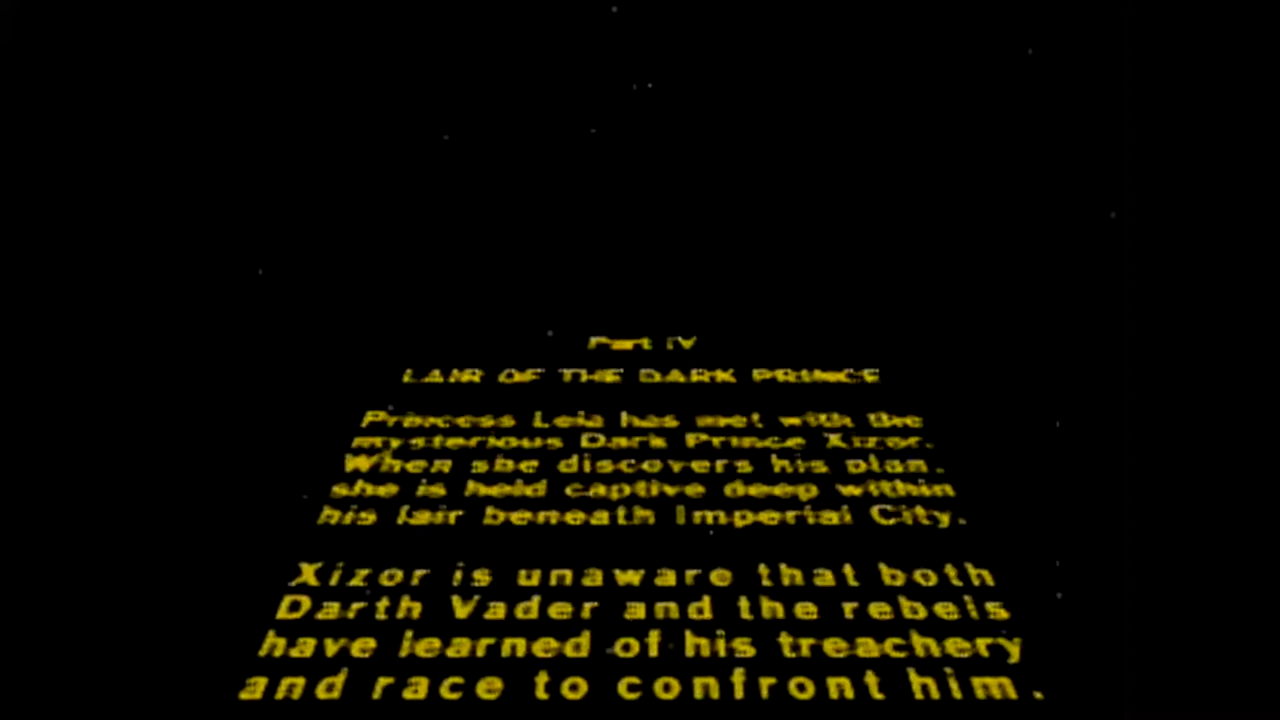 Part IV
LAIR OF THE DARK PRINCE
Princess Leia has met with the
mysterious Dark Prince Xizor.
When she discovers his plan,
she is held captive deep within
his lair beneath Imperial City.
Xizor is unaware that both
Darth Vader and the rebels
have learned of his treachery
and race to confront him.